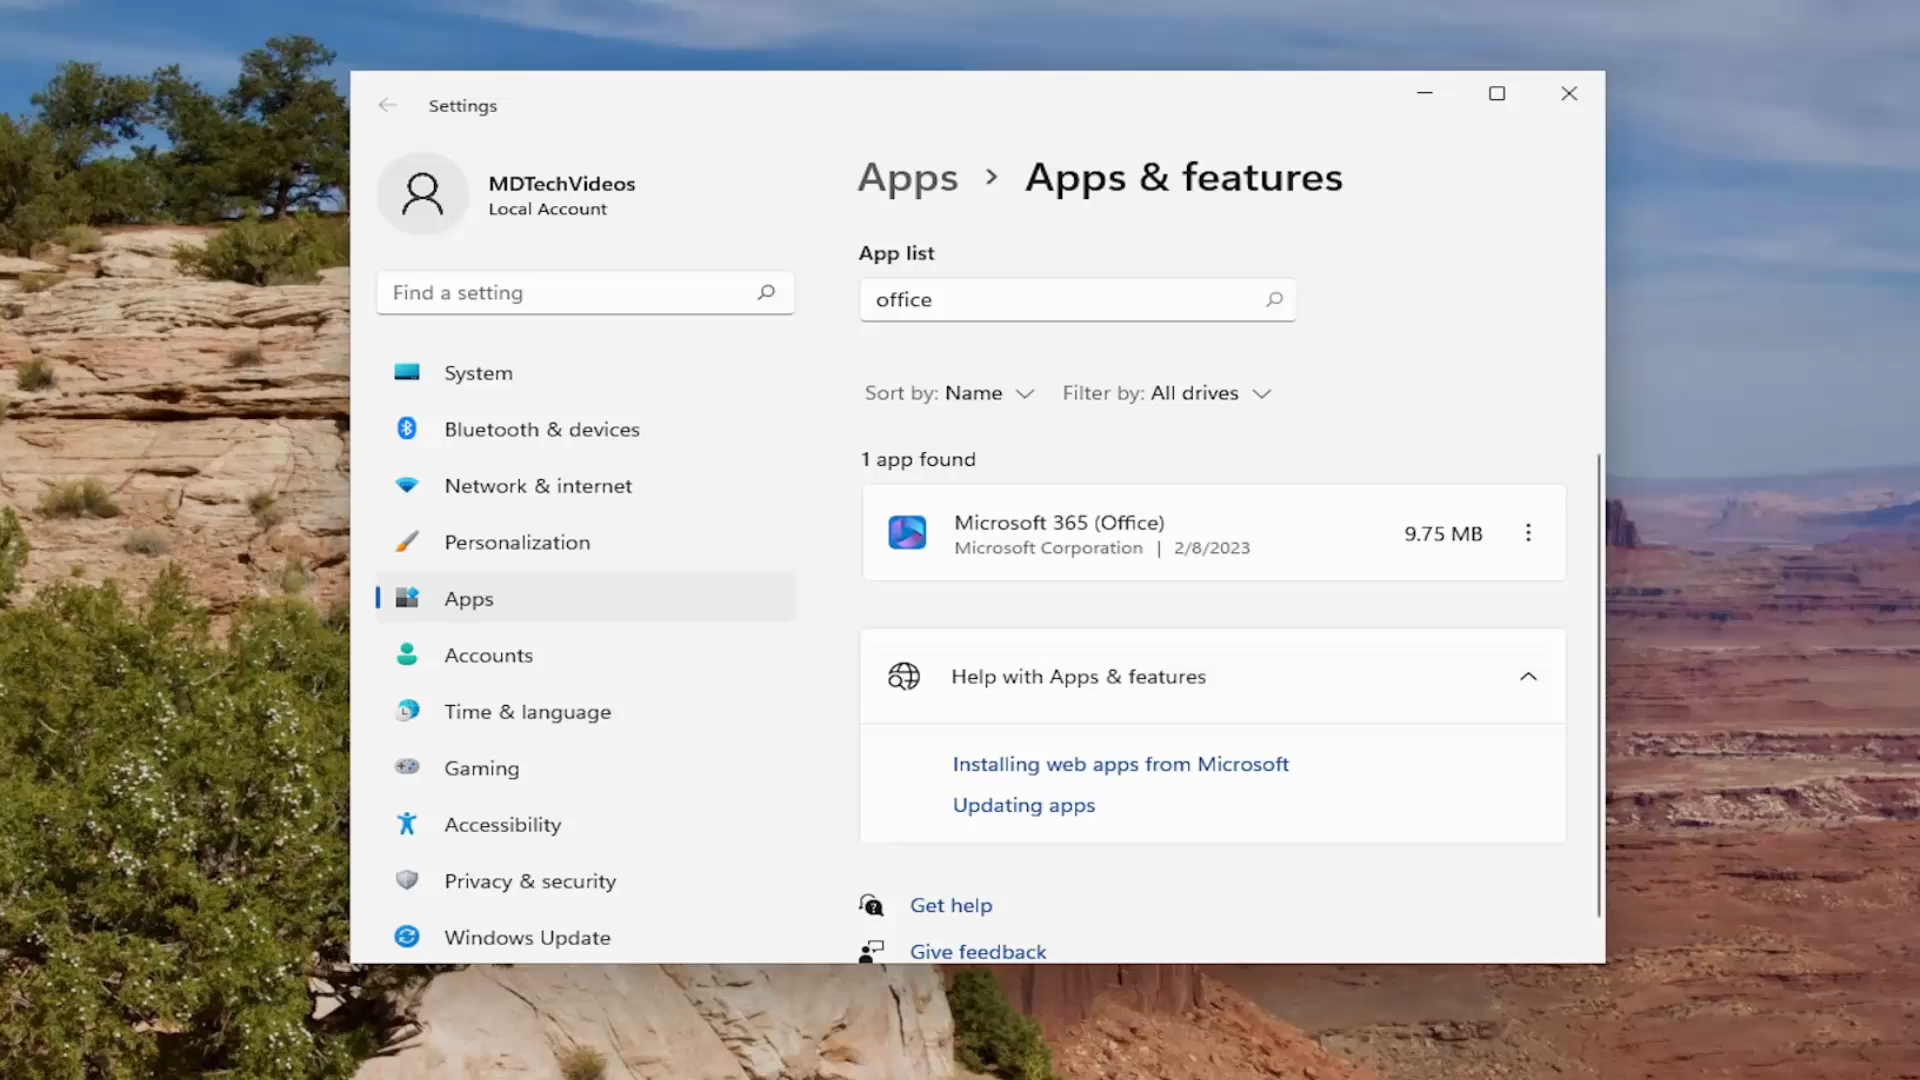 Settings
MDTechVideos
Local Account
Find a setting
System
Bluetooth & devices
Network & internet
Personalization
Apps
Accounts
Time & language
Gaming
Accessibility
Privacy & security
Windows Update
Apps > Apps & features
App list
office
Sort by: Name Filter by: All drives
1 app found
Microsoft 365 (Office)
Microsoft Corporation | 2/8/2023
9.75 MB
Help with Apps & features
Installing web apps from Microsoft
Updating apps
Get help
Give feedback